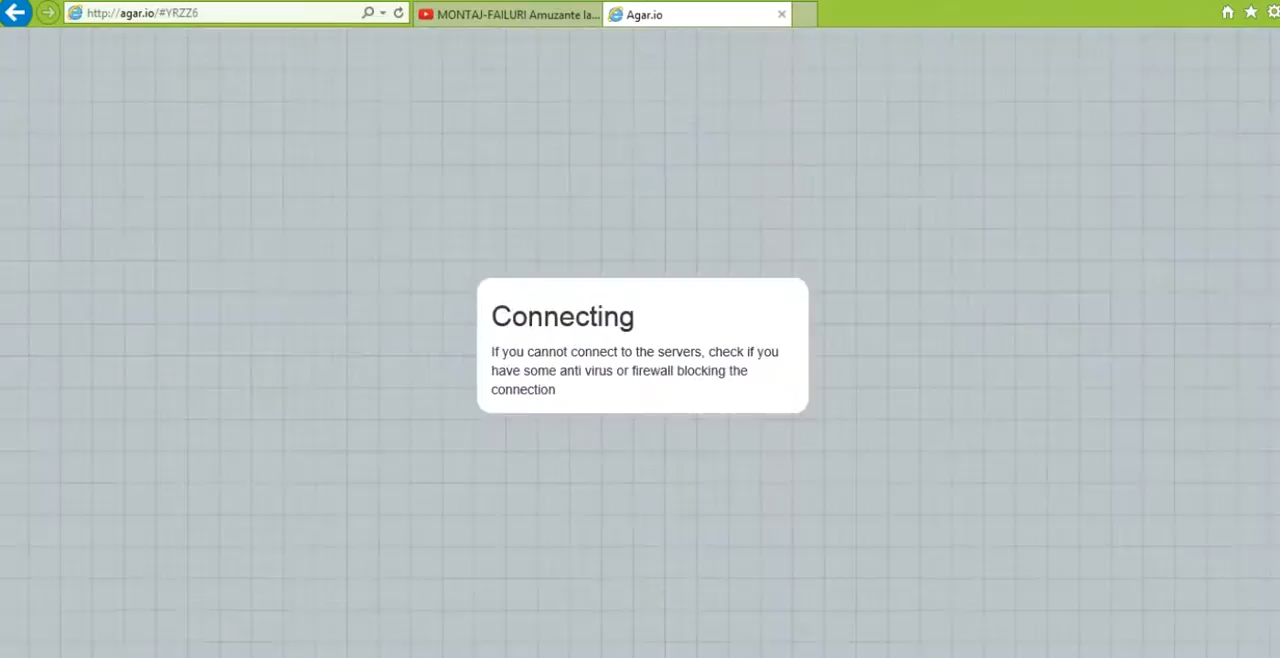 http://agar.io/#YRZZ6
MONTAJ-FAILURI Amuzante la...
Agar.io
Connecting
If you cannot connect to the servers, check if you
have some anti virus or firewall blocking the
connection